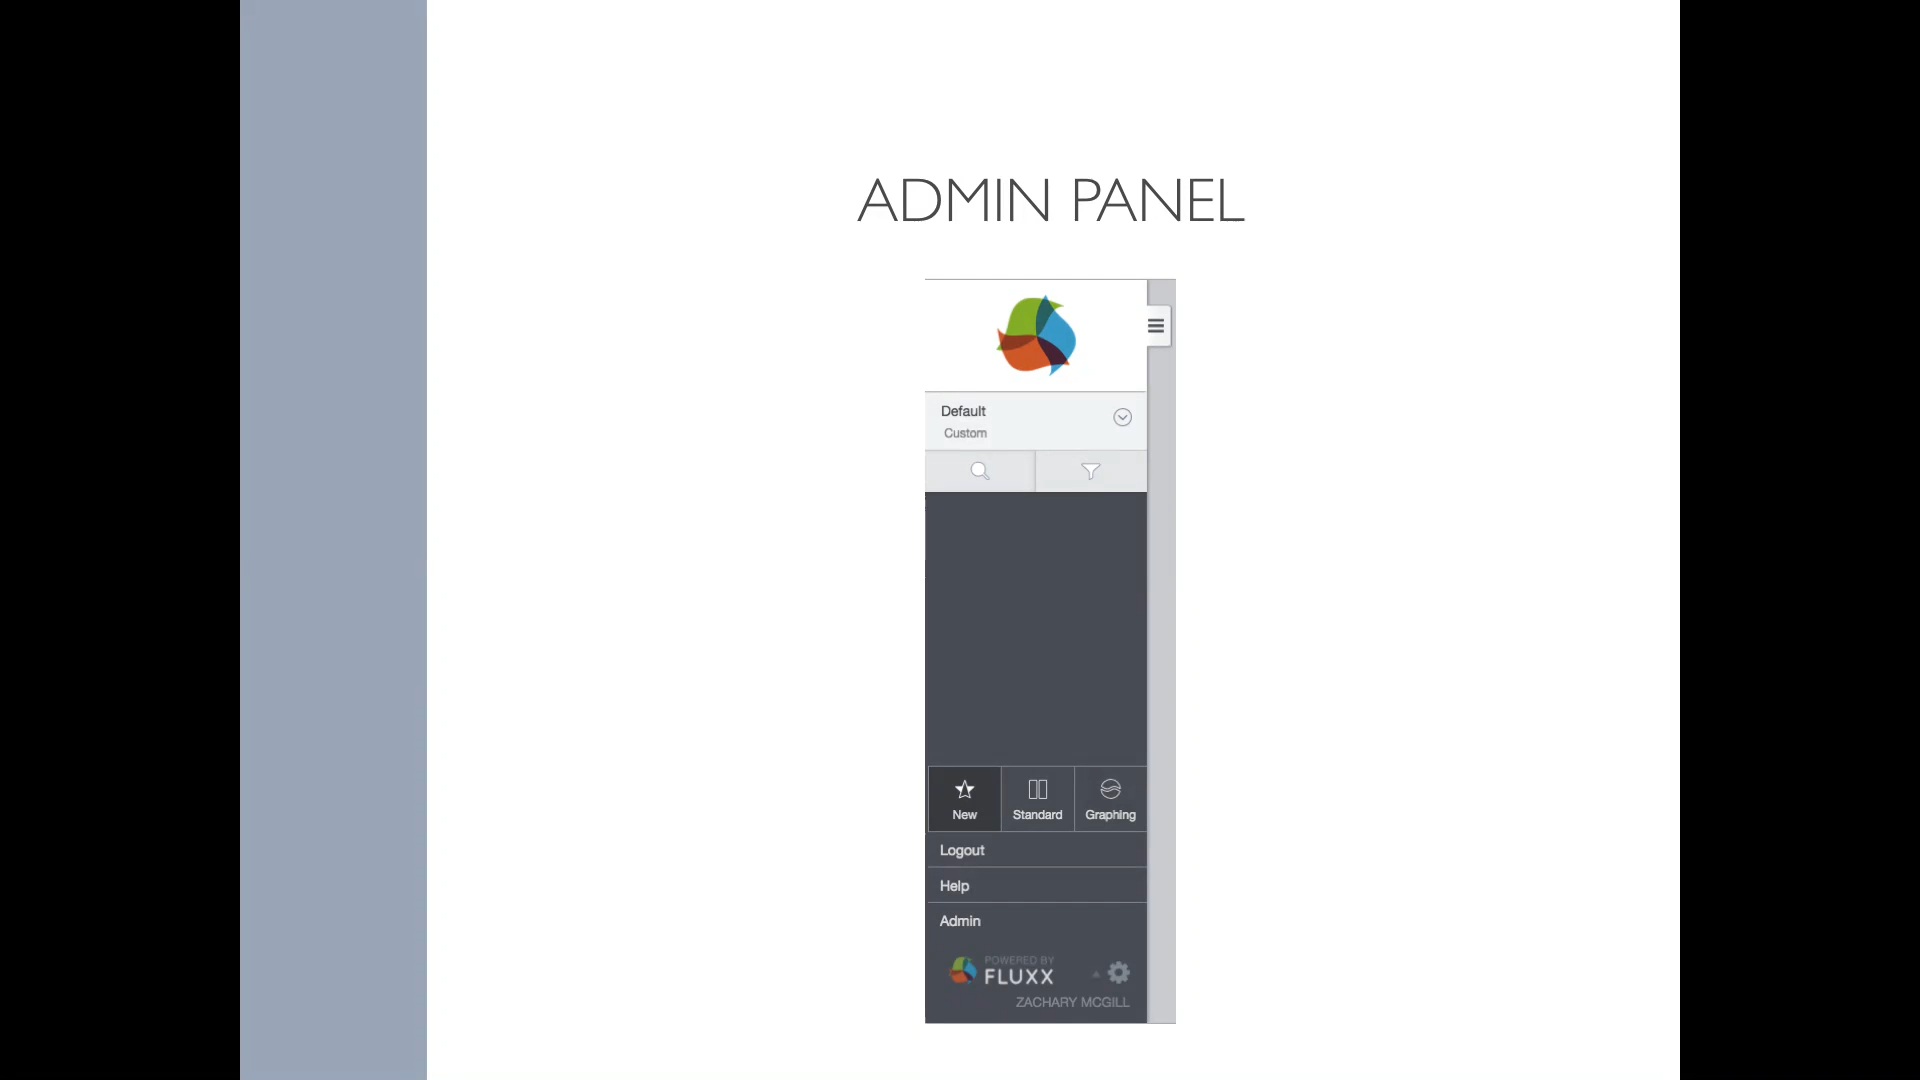 ADMIN PANEL
Default
Custom
New
Standard
Graphing
Logout
Help
Admin
POWERED BY
FLUXX
ZACHARY MCGILL